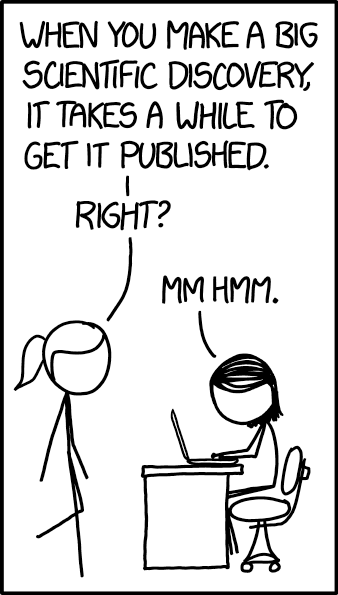 WHEN YOU MAKE A BIG
SCIENTIFIC DISCOVERY,
IT TAKES A WHILE TO
GET IT PUBLISHED.
RIGHT?
MM HMM.